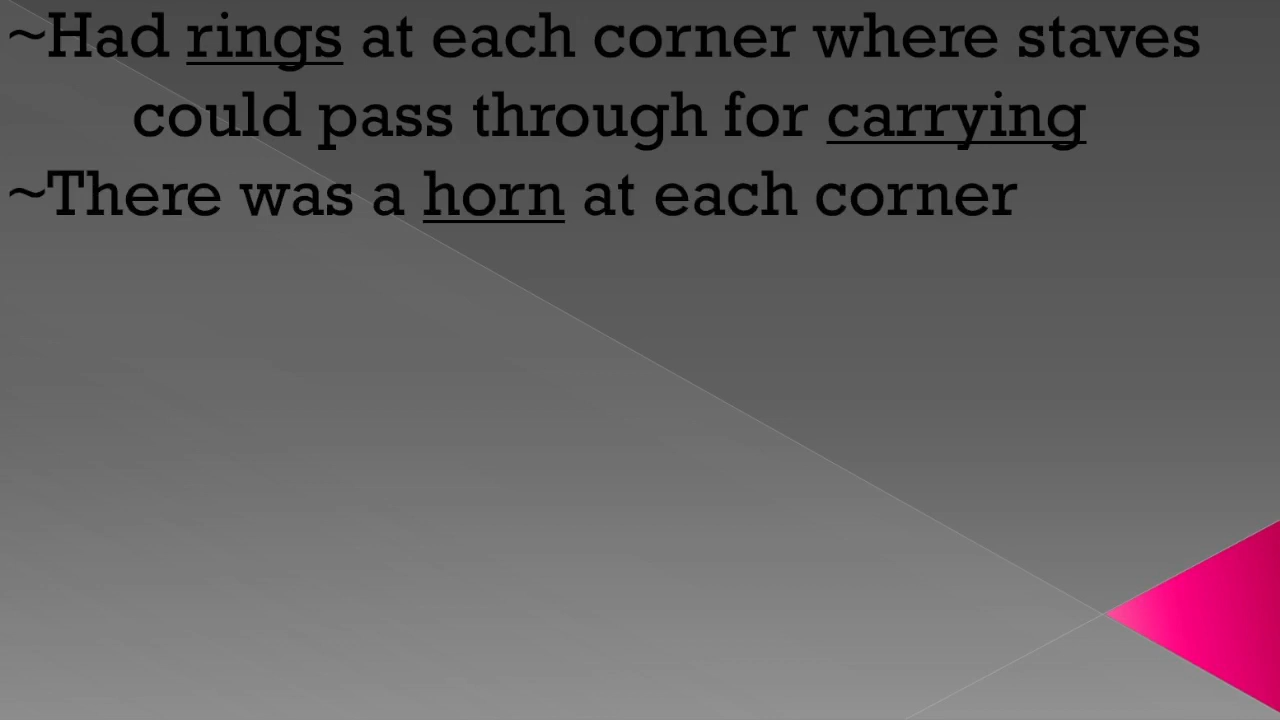 ~Had rings at each corner where staves
could pass through for carrying
~There was a horn at each corner